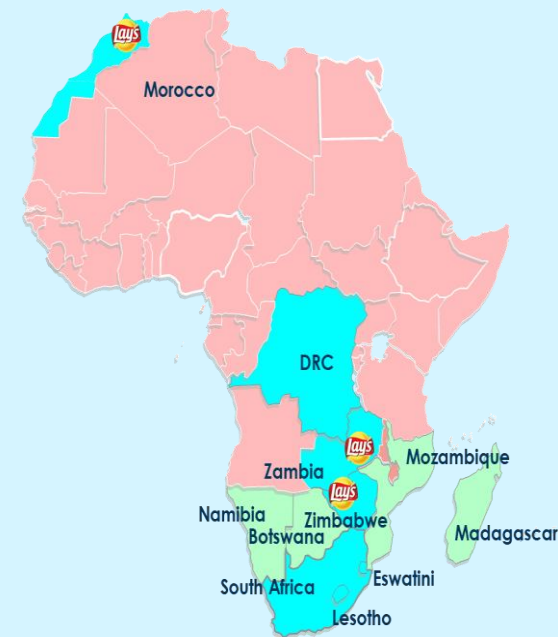 Lay's
Morocco
DRC
Lay's
Mozambique
Zambia
Lay's
Namibia
Zimbabwe
Botswana
Madagascar
Eswatini
South Africa
Lesotho